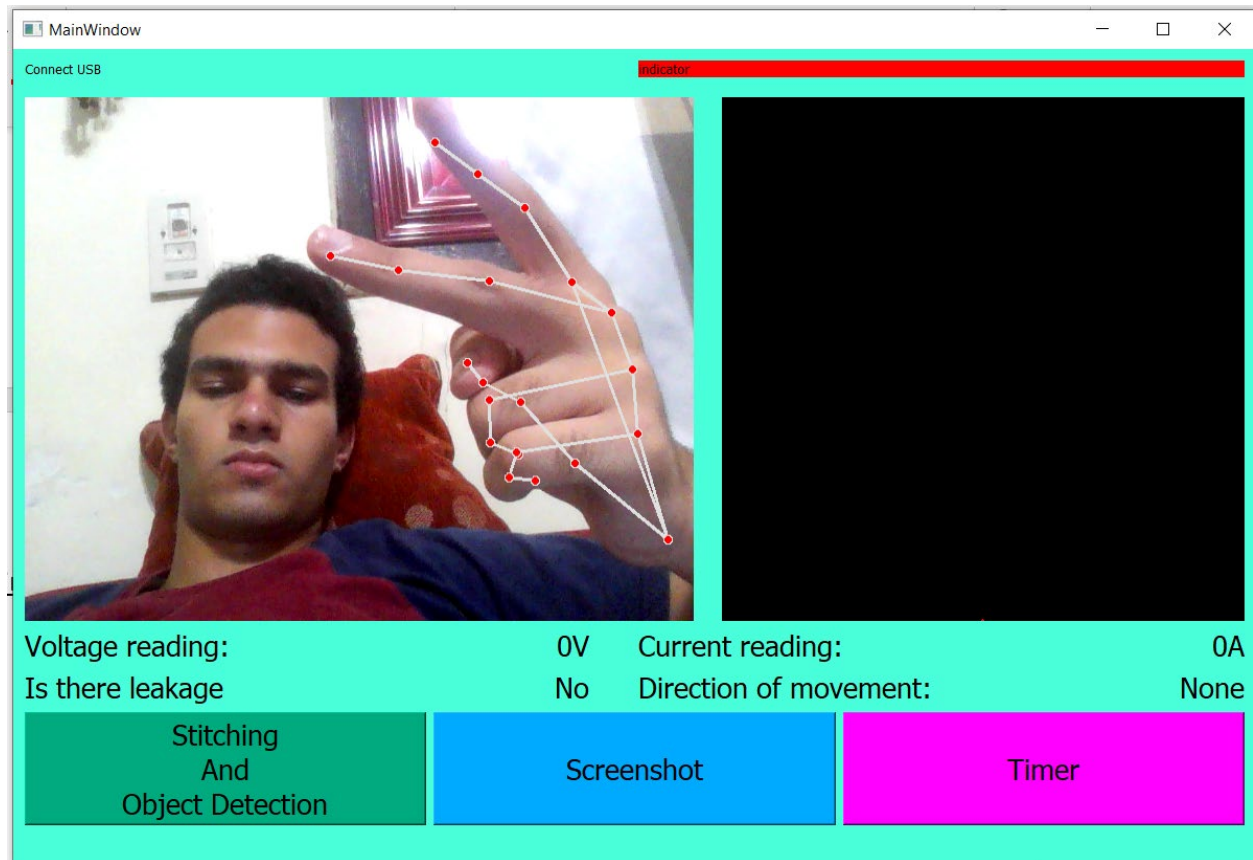 MainWindow
Connect USB
indicator
Voltage reading: 0V
Current reading: 0A
Is there leakage No
Direction of movement: None
Stitching
And
Object Detection
Screenshot
Timer